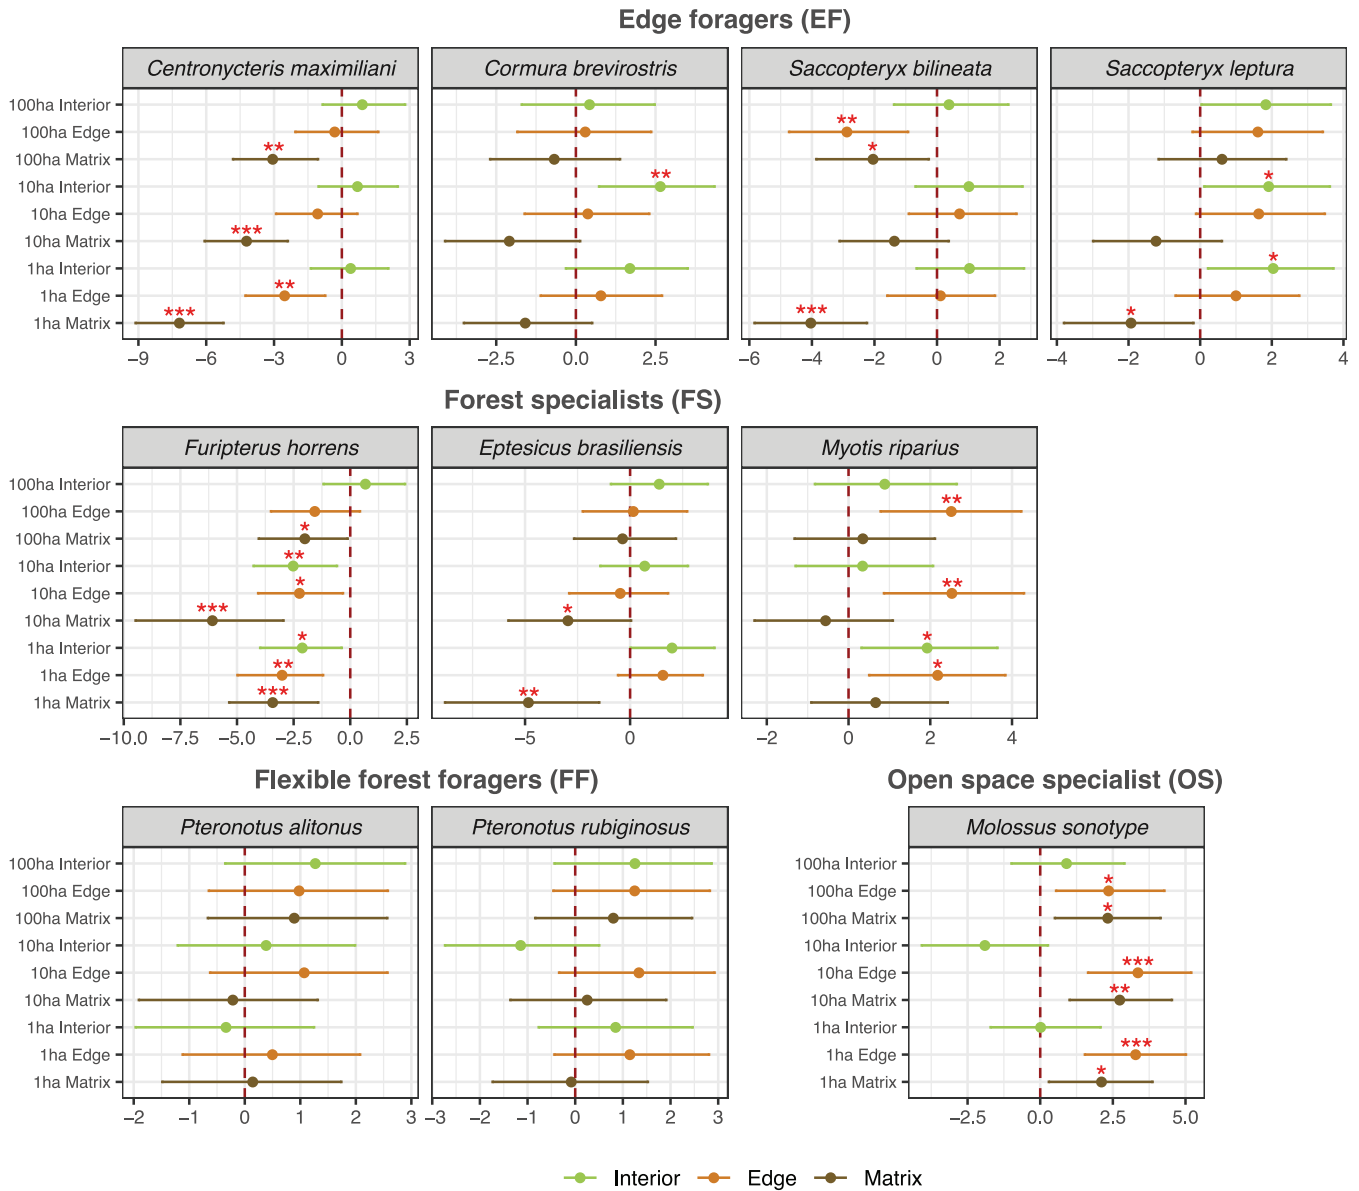 Edge foragers (EF)
Centronycteris maximiliani
Cormura brevirostris
Saccopteryx bilineata
Saccopteryx leptura
100ha Interior
100ha Edge
**
**
100ha Matrix
*
10ha Interior
**
*
10ha Edge
10ha Matrix
***
1ha Interior
*
1ha Edge
**
1ha Matrix
***
***
*
−9 −6 −3 0 3
−2.5 0.0 2.5
−6 −4 −2 0 2
−4 −2 0 2 4
Forest specialists (FS)
Furipterus horrens
Eptesicus brasiliensis
Myotis riparius
100ha Interior
100ha Edge
**
100ha Matrix
*
10ha Interior
**
10ha Edge
*
**
10ha Matrix
***
*
1ha Interior
*
*
1ha Edge
**
*
1ha Matrix
***
**
−10.0 −7.5 −5.0 −2.5 0.0 2.5
−5 0
−2 0 2 4
Flexible forest foragers (FF)
Open space specialist (OS)
Pteronotus alitonus
Pteronotus rubiginosus
Molossus sonotype
100ha Interior
100ha Edge
100ha Matrix
10ha Interior
10ha Edge
10ha Matrix
1ha Interior
1ha Edge
1ha Matrix
−2 −1 0 1 2 3
−3 −2 −1 0 1 2 3
100ha Interior
100ha Edge
*
100ha Matrix
*
10ha Interior
10ha Edge
***
10ha Matrix
**
1ha Interior
1ha Edge
***
1ha Matrix
*
−2.5 0.0 2.5 5.0
Interior Edge Matrix